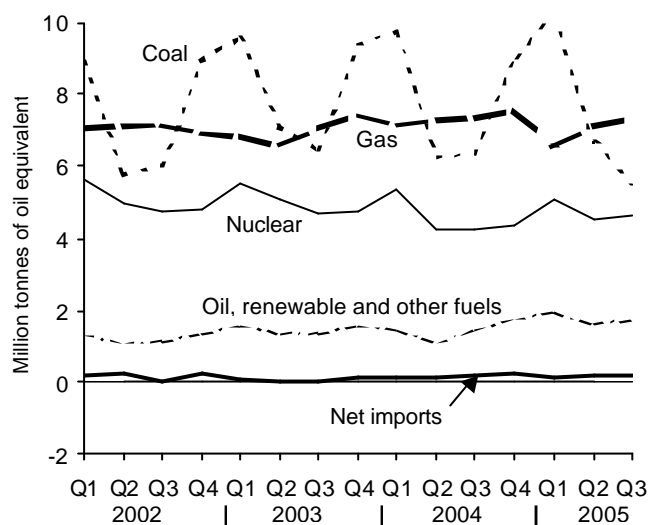 Million tonnes of oil equivalent
10
8
6
4
2
0
-2
Coal
Gas
Nuclear
Oil, renewable and other fuels
Net imports
Q1 Q2 Q3 Q4 Q1 Q2 Q3 Q4 Q1 Q2 Q3 Q4 Q1 Q2 Q3
2002 2003 2004 2005